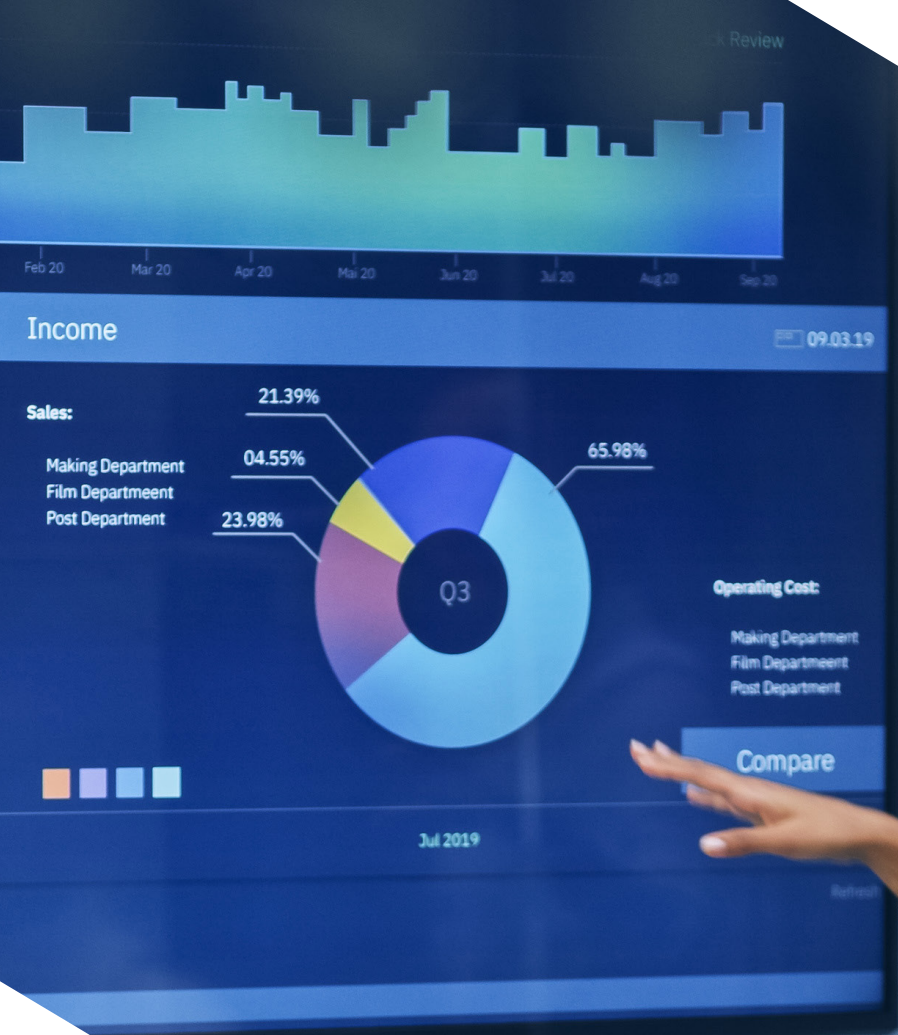 Review
Feb 20
Mar 20
Apr 20
Mai 20
Jun 20
Jul 20
Aug 20
Sep 20
Income
09.03.19
Sales:
Making Department
Film Departmeent
Post Department
21.39%
04.55%
23.98%
65.98%
Q3
Operating Cost:
Making Department
Film Departmeent
Post Department
Compare
Jul 2019
Refresh